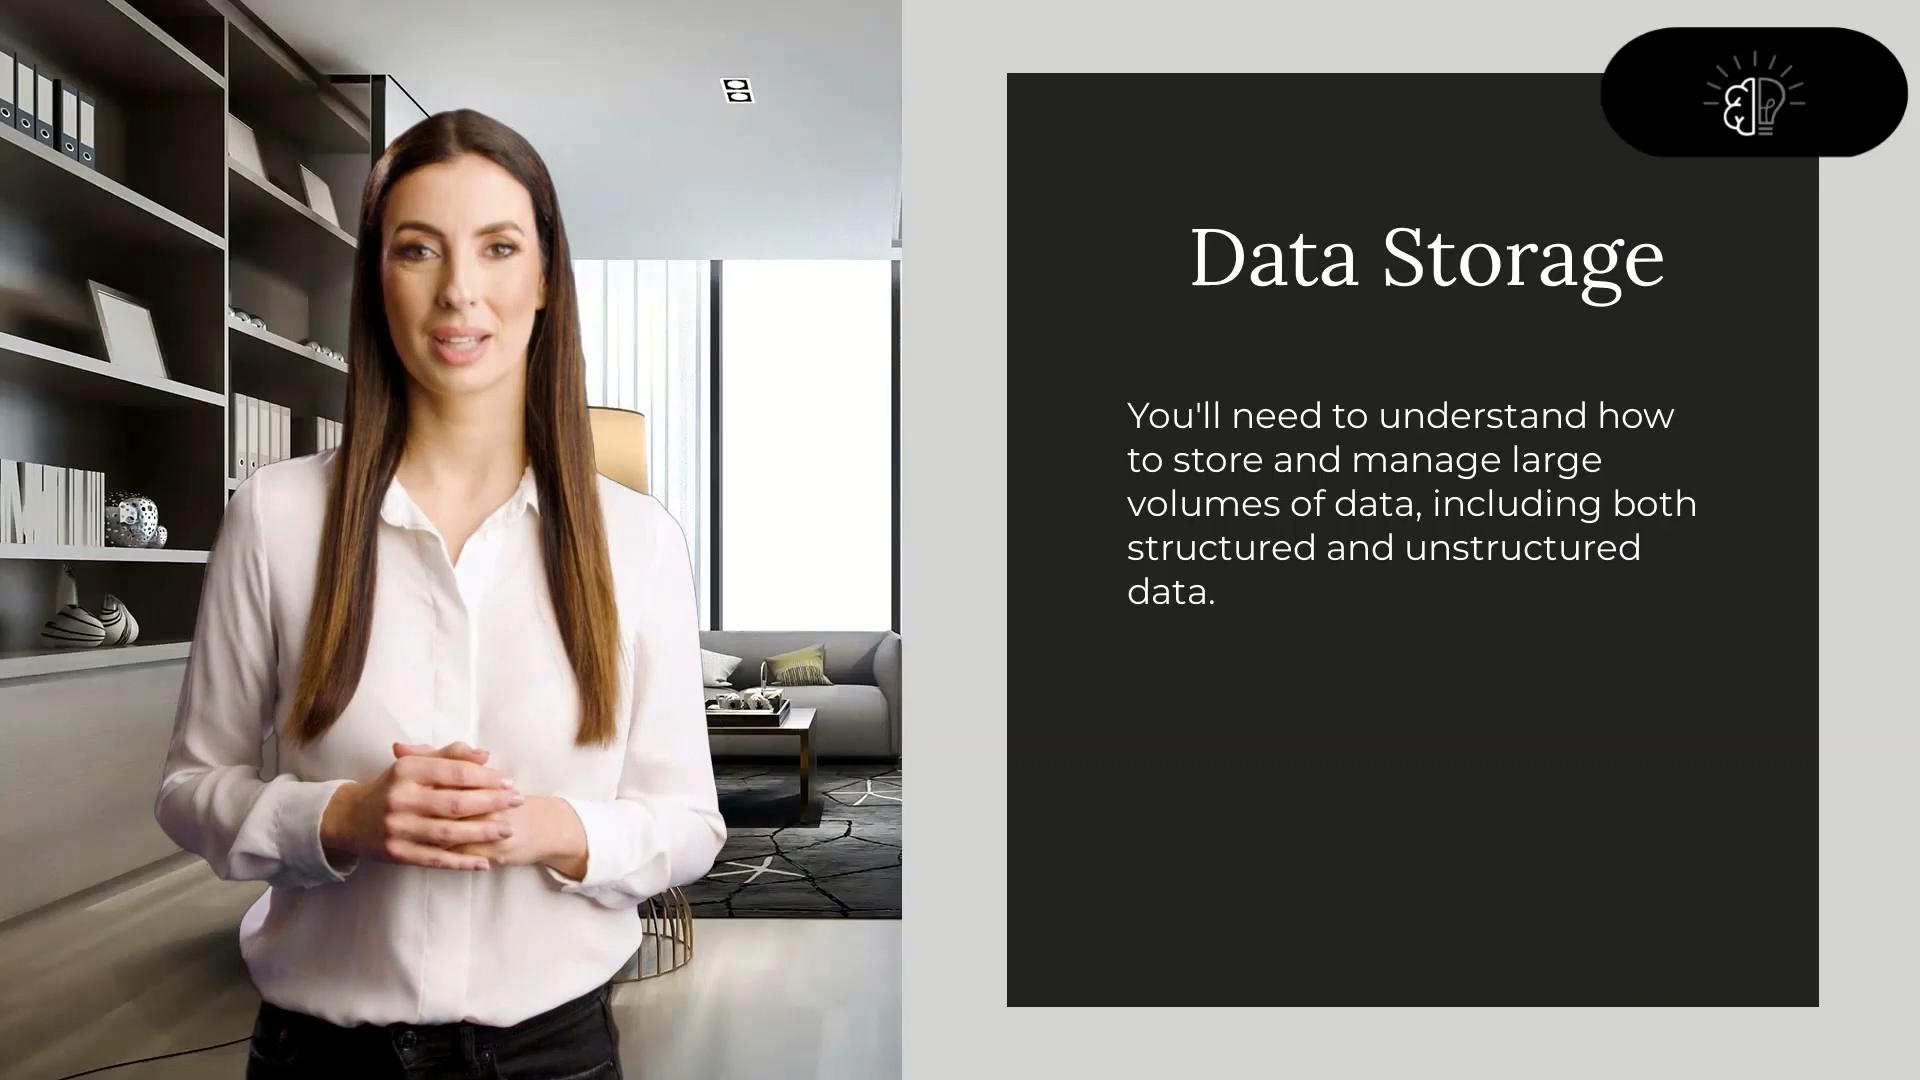 Data Storage
You'll need to understand how
to store and manage large
volumes of data, including both
structured and unstructured
data.